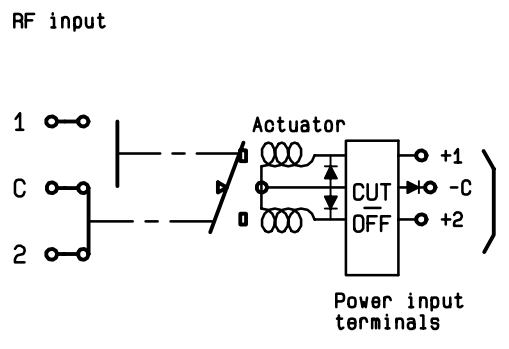 RF input
1
Actuator
+1
C
CUT
OFF
-C
+2
2
Power input
terminals